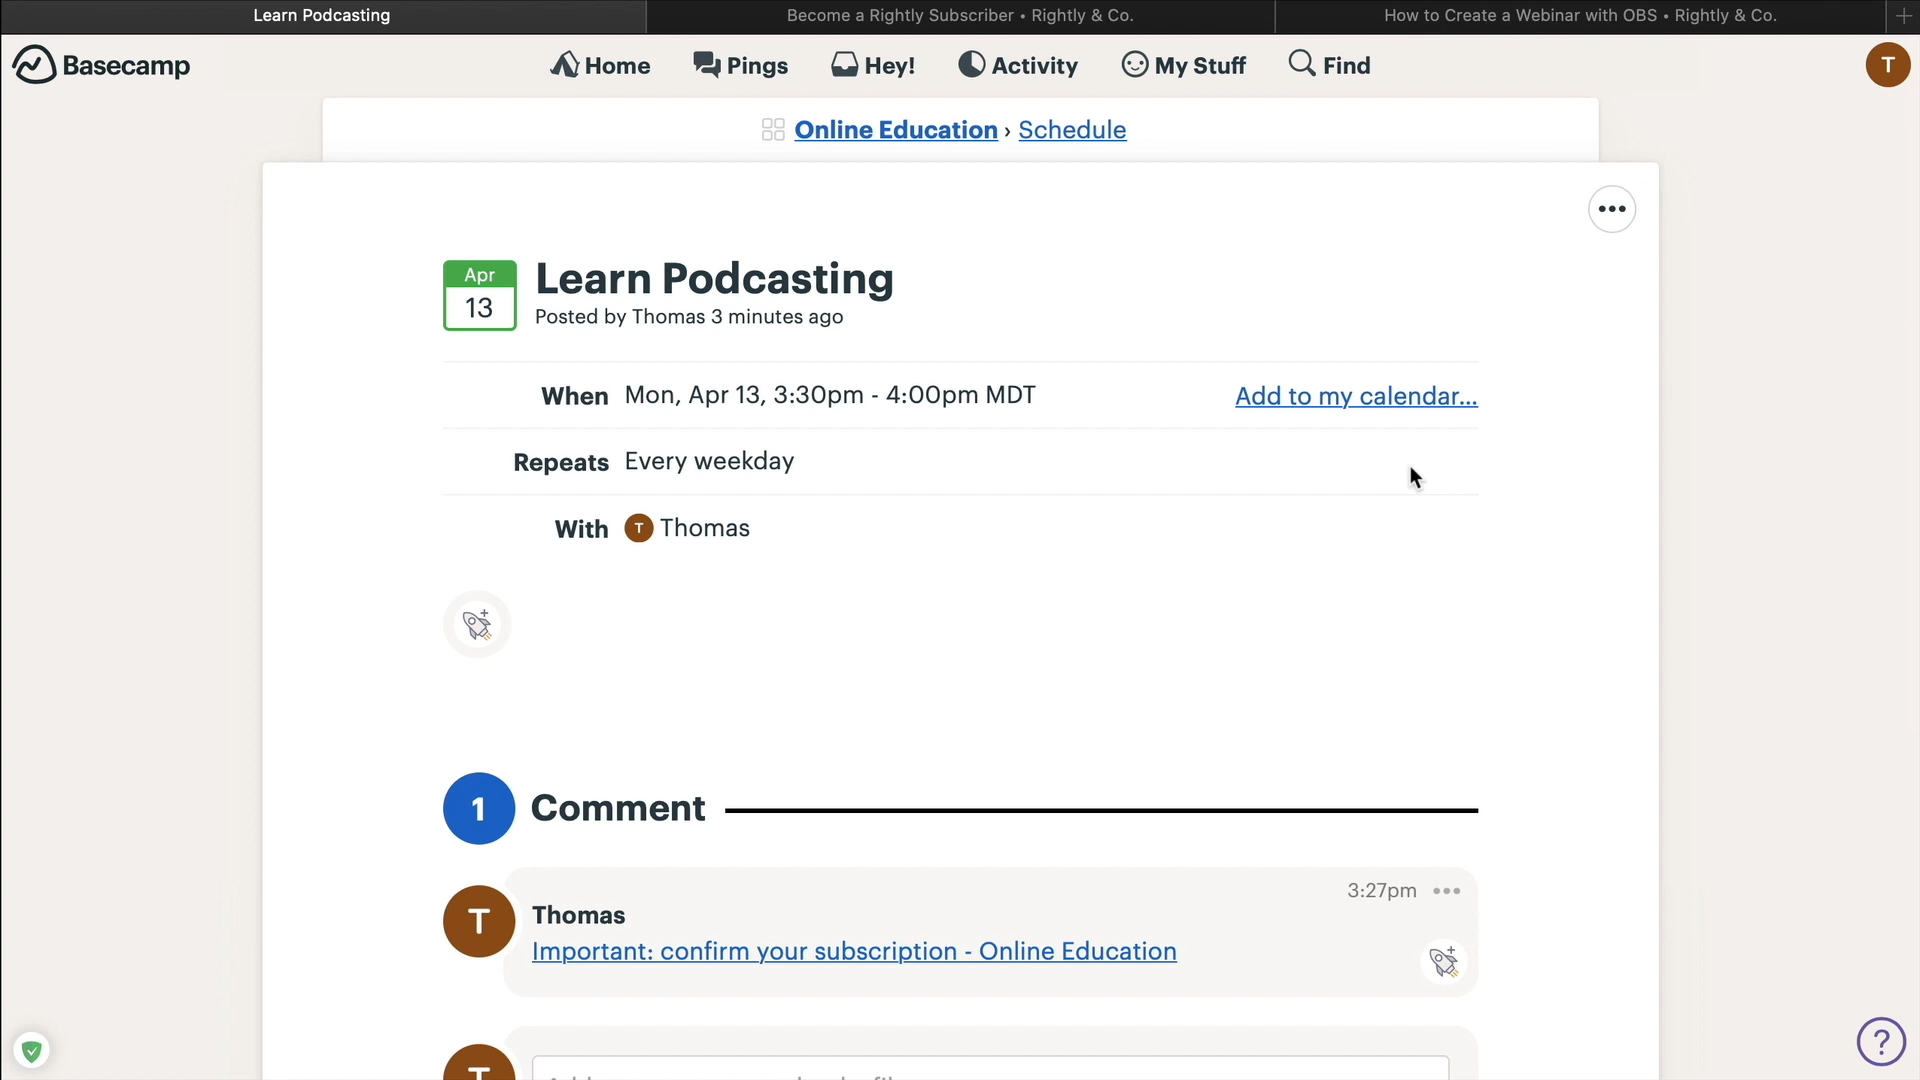 Learn Podcasting
Become a Rightly Subscriber • Rightly & Co.
How to Create a Webinar with OBS • Rightly & Co.
Basecamp
Home
Pings
Hey!
Activity
My Stuff
Find
T
Online Education › Schedule
Apr
13
Learn Podcasting
Posted by Thomas 3 minutes ago
When Mon, Apr 13, 3:30pm - 4:00pm MDT
Add to my calendar...
Repeats Every weekday
With T Thomas
1 Comment
3:27pm
T
Thomas
Important: confirm your subscription - Online Education
T
?